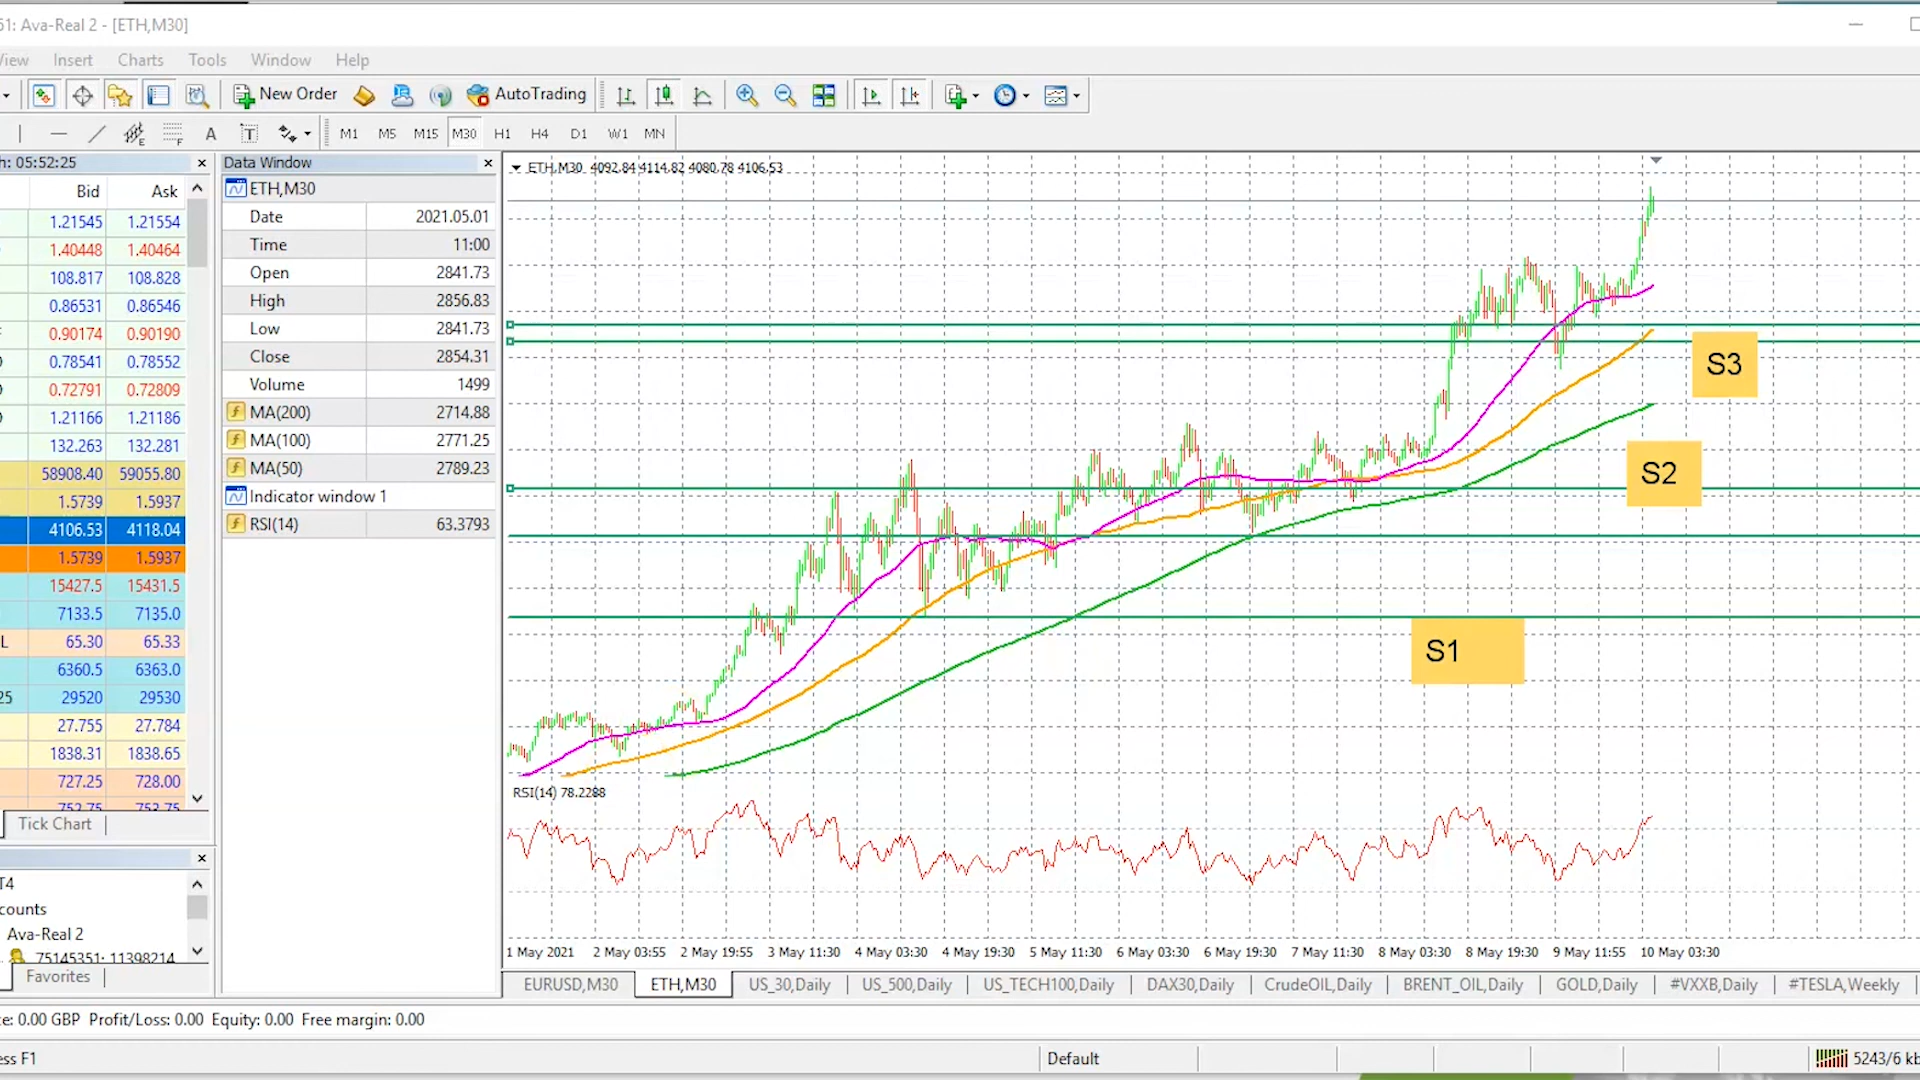 51: Ava-Real 2 - [ETH,M30]
View Insert Charts Tools Window Help
New Order AutoTrading
A T M1 M5 M15 M30 H1 H4 D1 W1 MN
h: 05:52:25
Bid Ask
1.21545 1.21554
1.40448 1.40464
108.817 108.828
0.86531 0.86546
0.90174 0.90190
0.78541 0.78552
0.72791 0.72809
1.21166 1.21186
132.263 132.281
58908.40 59055.80
1.5739 1.5937
4106.53 4118.04
1.5739 1.5937
15427.5 15431.5
7133.5 7135.0
L 65.30 65.33
6360.5 6363.0
25 29520 29530
27.755 27.784
1838.31 1838.65
727.25 728.00
752.75 753.75
Tick Chart
T4
counts
Ava-Real 2
75145351: 11398214
Favorites
Data Window
ETH,M30
Date 2021.05.01
Time 11:00
Open 2841.73
High 2856.83
Low 2841.73
Close 2854.31
Volume 1499
MA(200) 2714.88
MA(100) 2771.25
MA(50) 2789.23
Indicator window 1
RSI(14) 63.3793
ETH,M30 4092.84 4114.82 4080.78 4106.53
S3
S2
S1
RSI(14) 78.2288
1 May 2021 2 May 03:55 2 May 19:55 3 May 11:30 4 May 03:30 4 May 19:30 5 May 11:30 6 May 03:30 6 May 19:30 7 May 11:30 8 May 03:30 8 May 19:30 9 May 11:55 10 May 03:30
EURUSD,M30 ETH,M30 US_30,Daily US_500,Daily US_TECH100,Daily DAX30,Daily CrudeOIL,Daily BRENT_OIL,Daily GOLD,Daily #VXXB,Daily #TESLA,Weekly
ce: 0.00 GBP Profit/Loss: 0.00 Equity: 0.00 Free margin: 0.00
ess F1
Default
5243/6 kb